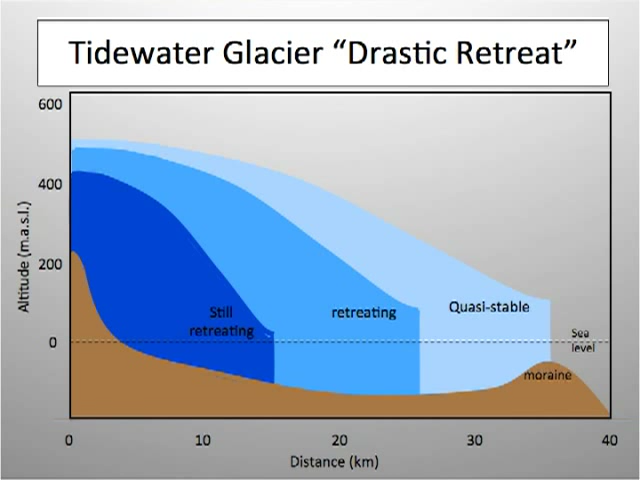 Tidewater Glacier “Drastic Retreat”
600
400
200
0
Altitude (m.a.s.l.)
Still
retreating
retreating
Quasi-stable
Sea
level
moraine
0
10
20
30
40
Distance (km)